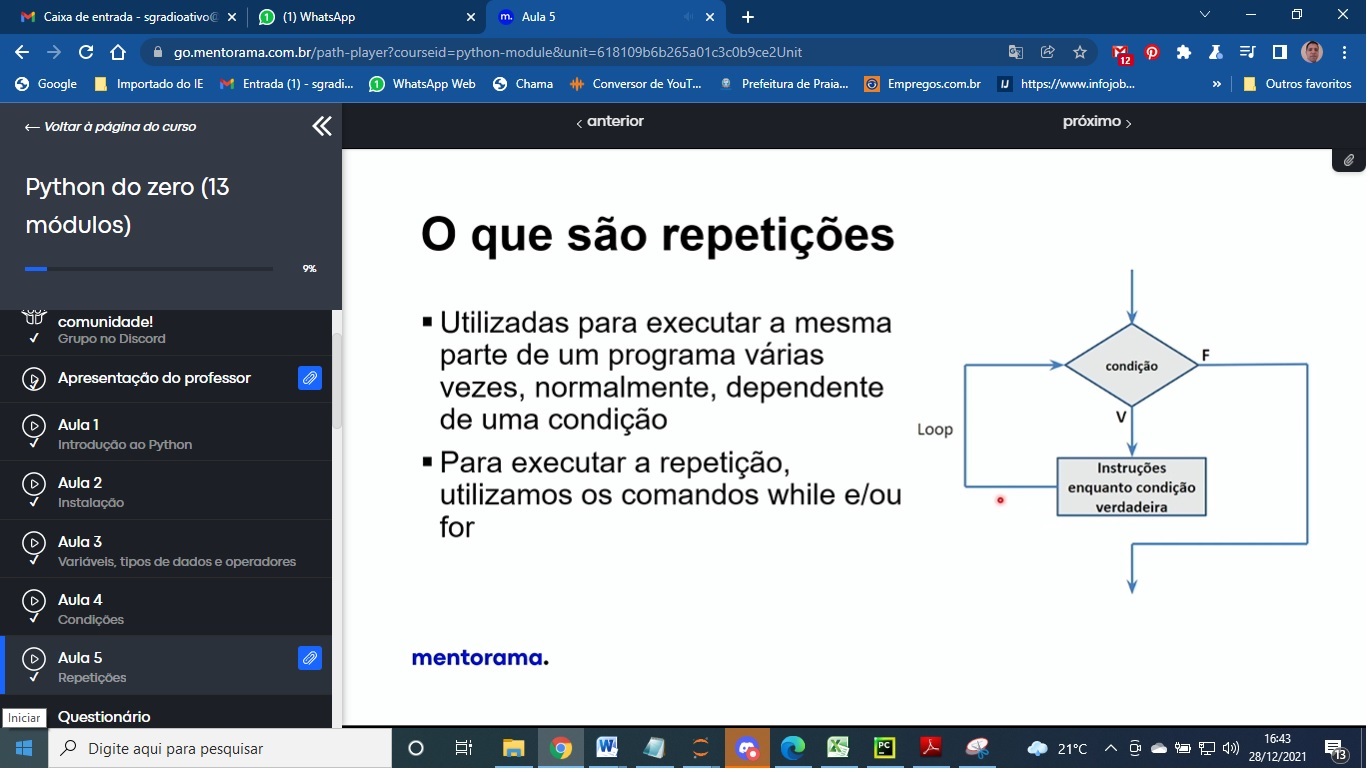 Caixa de entrada - sgradioativo@
(1) WhatsApp
Aula 5
go.mentorama.com.br/path-player?courseid=python-module&unit=618109b6b265a01c3c0b9ce2Unit
12
Google
Importado do IE
Entrada (1) - sgradi...
WhatsApp Web
Chama
Conversor de YouT...
Prefeitura de Praia...
Empregos.com.br
https://www.infojob...
»
Outros favoritos
← Voltar à página do curso
Python do zero (13
módulos)
9%
comunidade!
Grupo no Discord
Apresentação do professor
Aula 1
Introdução ao Python
Aula 2
Instalação
Aula 3
Variáveis, tipos de dados e operadores
Aula 4
Condições
Aula 5
Repetições
Questionário
Iniciar
‹ anterior
próximo ›
O que são repetições
▪ Utilizadas para executar a mesma
parte de um programa várias
vezes, normalmente, dependente
de uma condição
▪ Para executar a repetição,
utilizamos os comandos while e/ou
for
condição
F
V
Loop
Instruções
enquanto condição
verdadeira
mentorama.
Digite aqui para pesquisar
21°C
16:43
28/12/2021
13